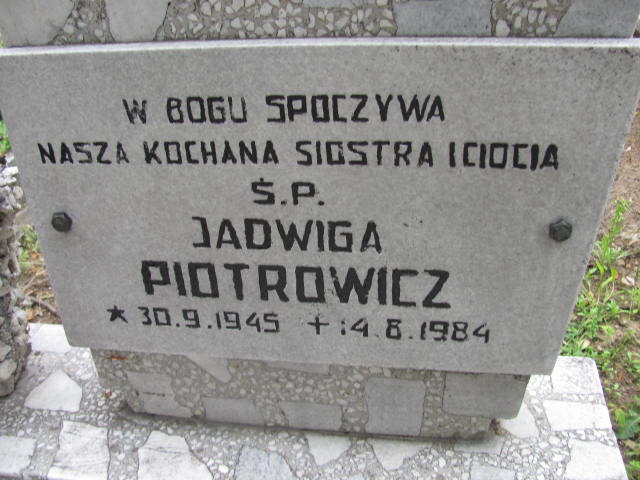 W BOGU SPOCZYWA
NASZA KOCHANA SIOSTRA I CIOCIA
Ś.P.
JADWIGA
PIOTROWICZ
* 30.9.1945 + 14.8.1984